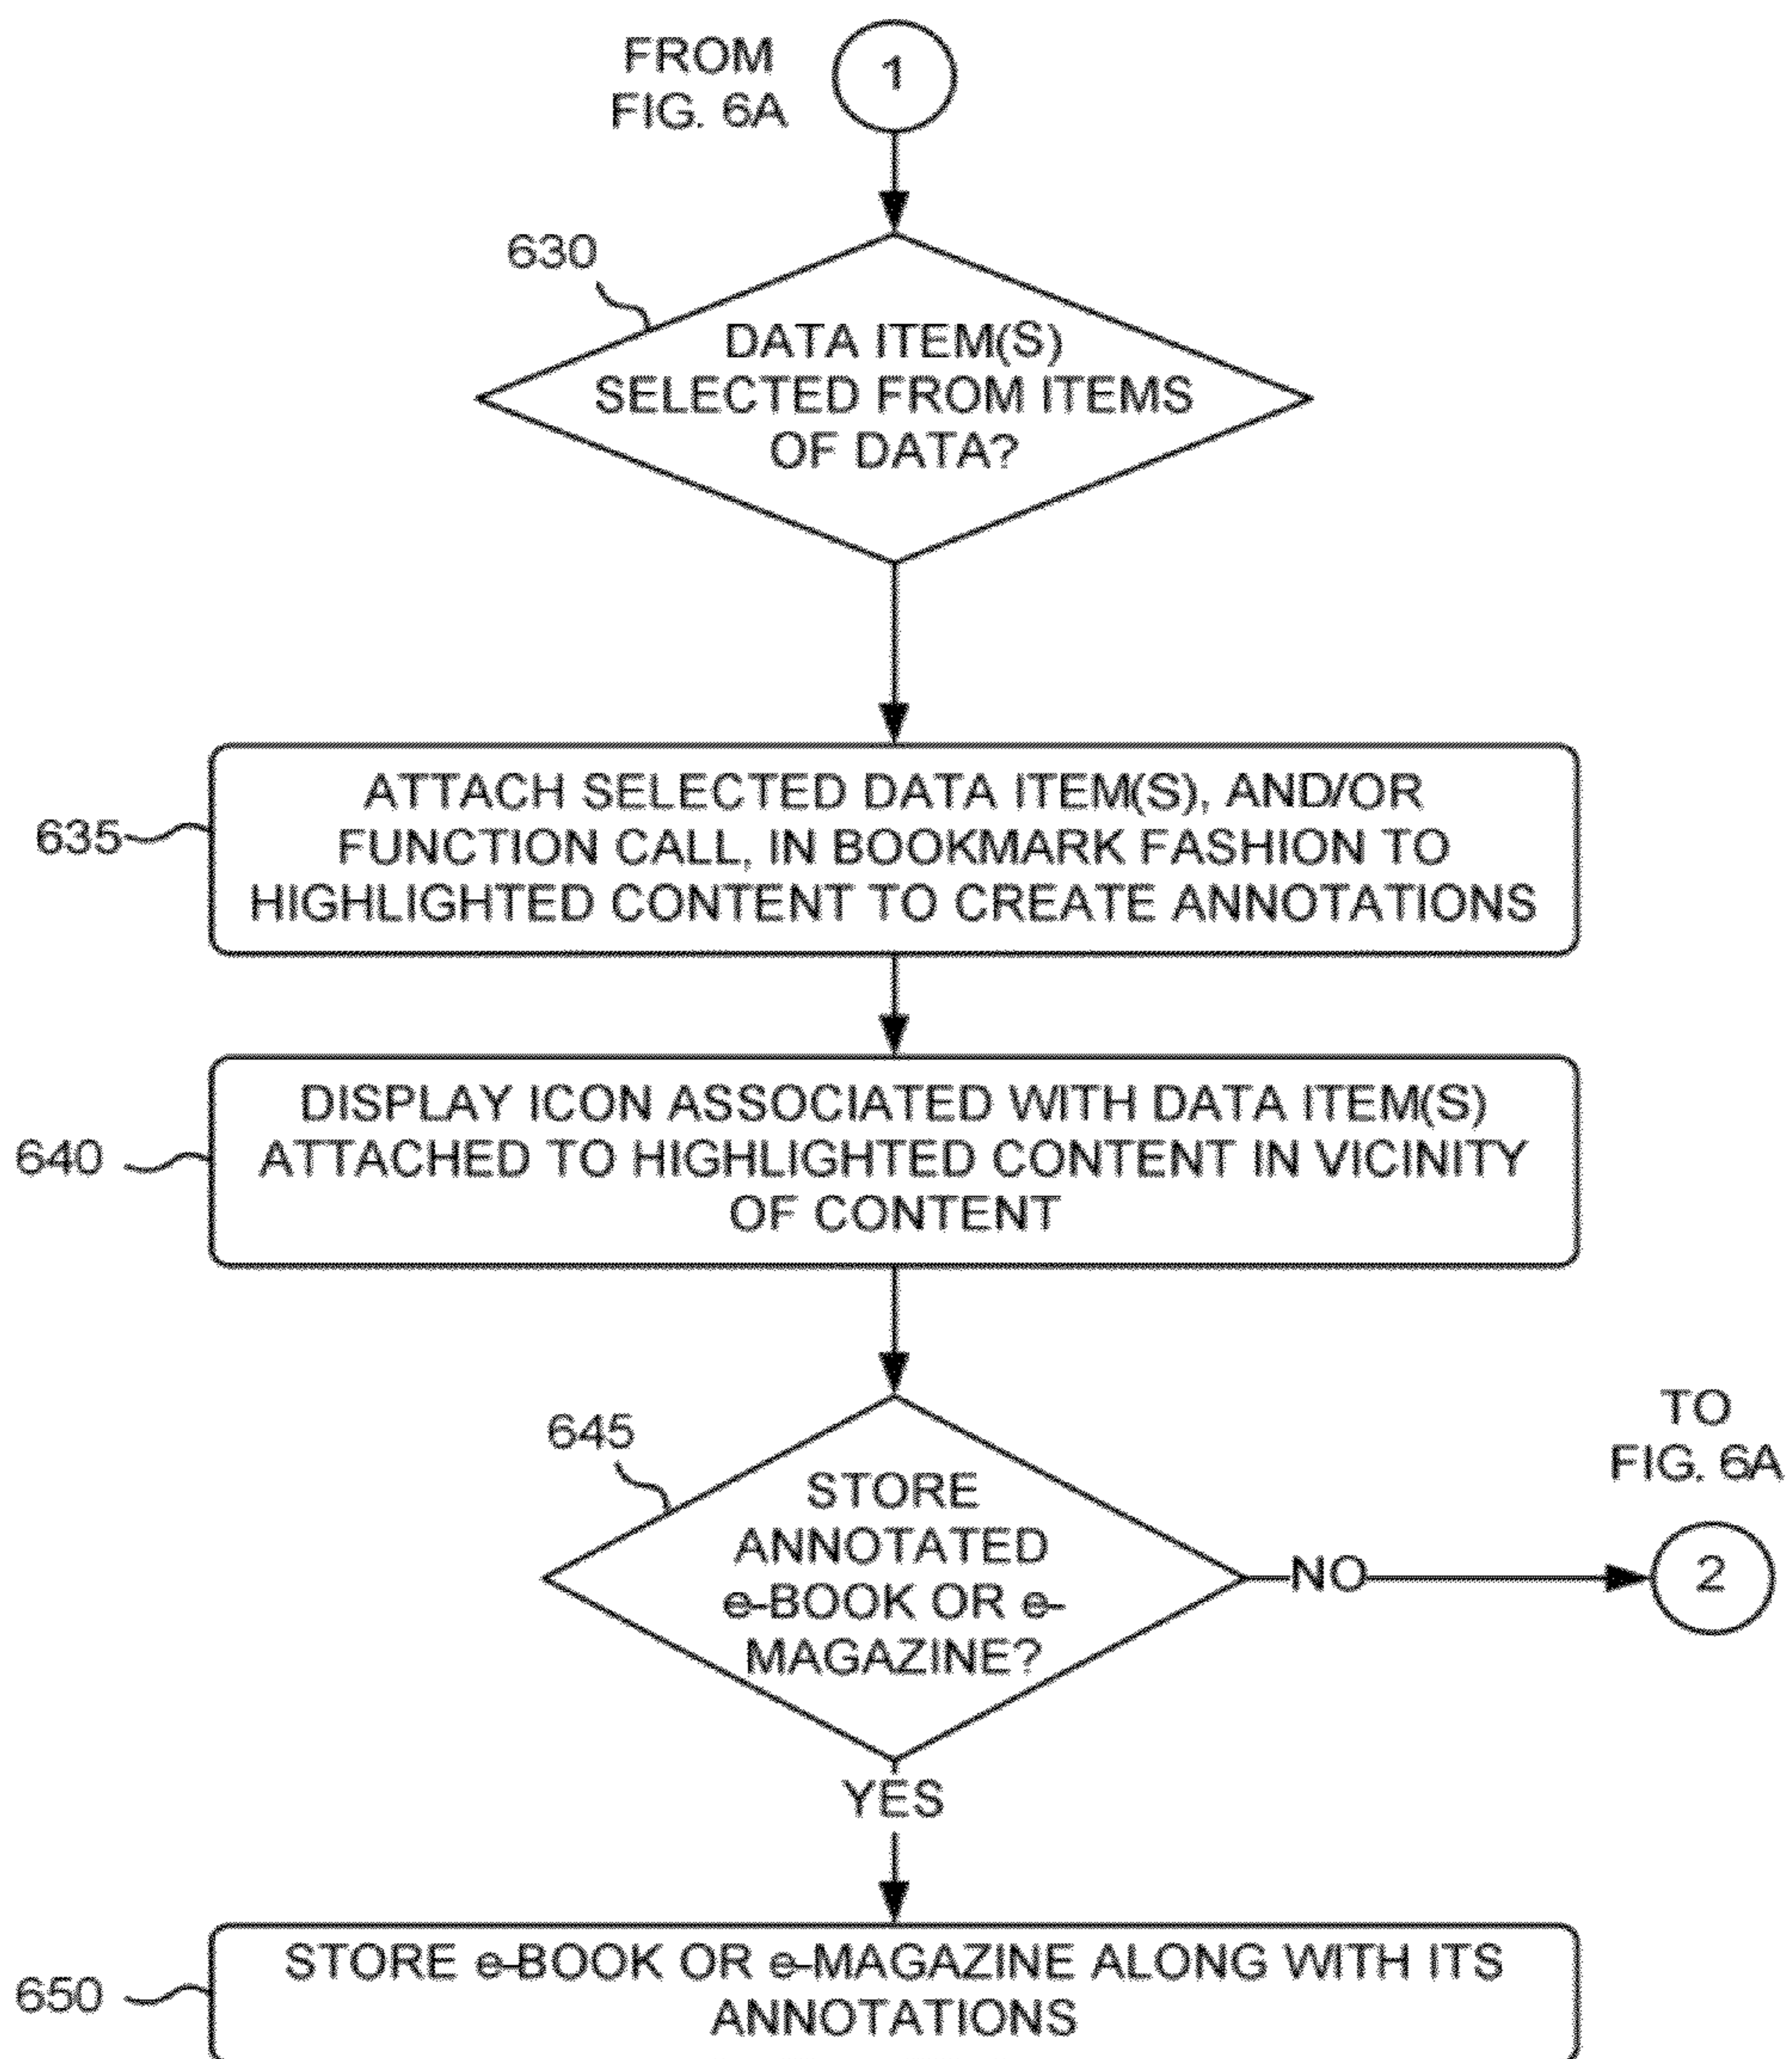 FROM
FIG. 6A
1
630
DATA ITEM(S)
SELECTED FROM ITEMS
OF DATA?
635
ATTACH SELECTED DATA ITEM(S), AND/OR
FUNCTION CALL, IN BOOKMARK FASHION TO
HIGHLIGHTED CONTENT TO CREATE ANNOTATIONS
640
DISPLAY ICON ASSOCIATED WITH DATA ITEM(S)
ATTACHED TO HIGHLIGHTED CONTENT IN VICINITY
OF CONTENT
645
STORE
ANNOTATED
e-BOOK OR e-
MAGAZINE?
NO
TO
FIG. 6A
2
YES
650
STORE e-BOOK OR e-MAGAZINE ALONG WITH ITS
ANNOTATIONS